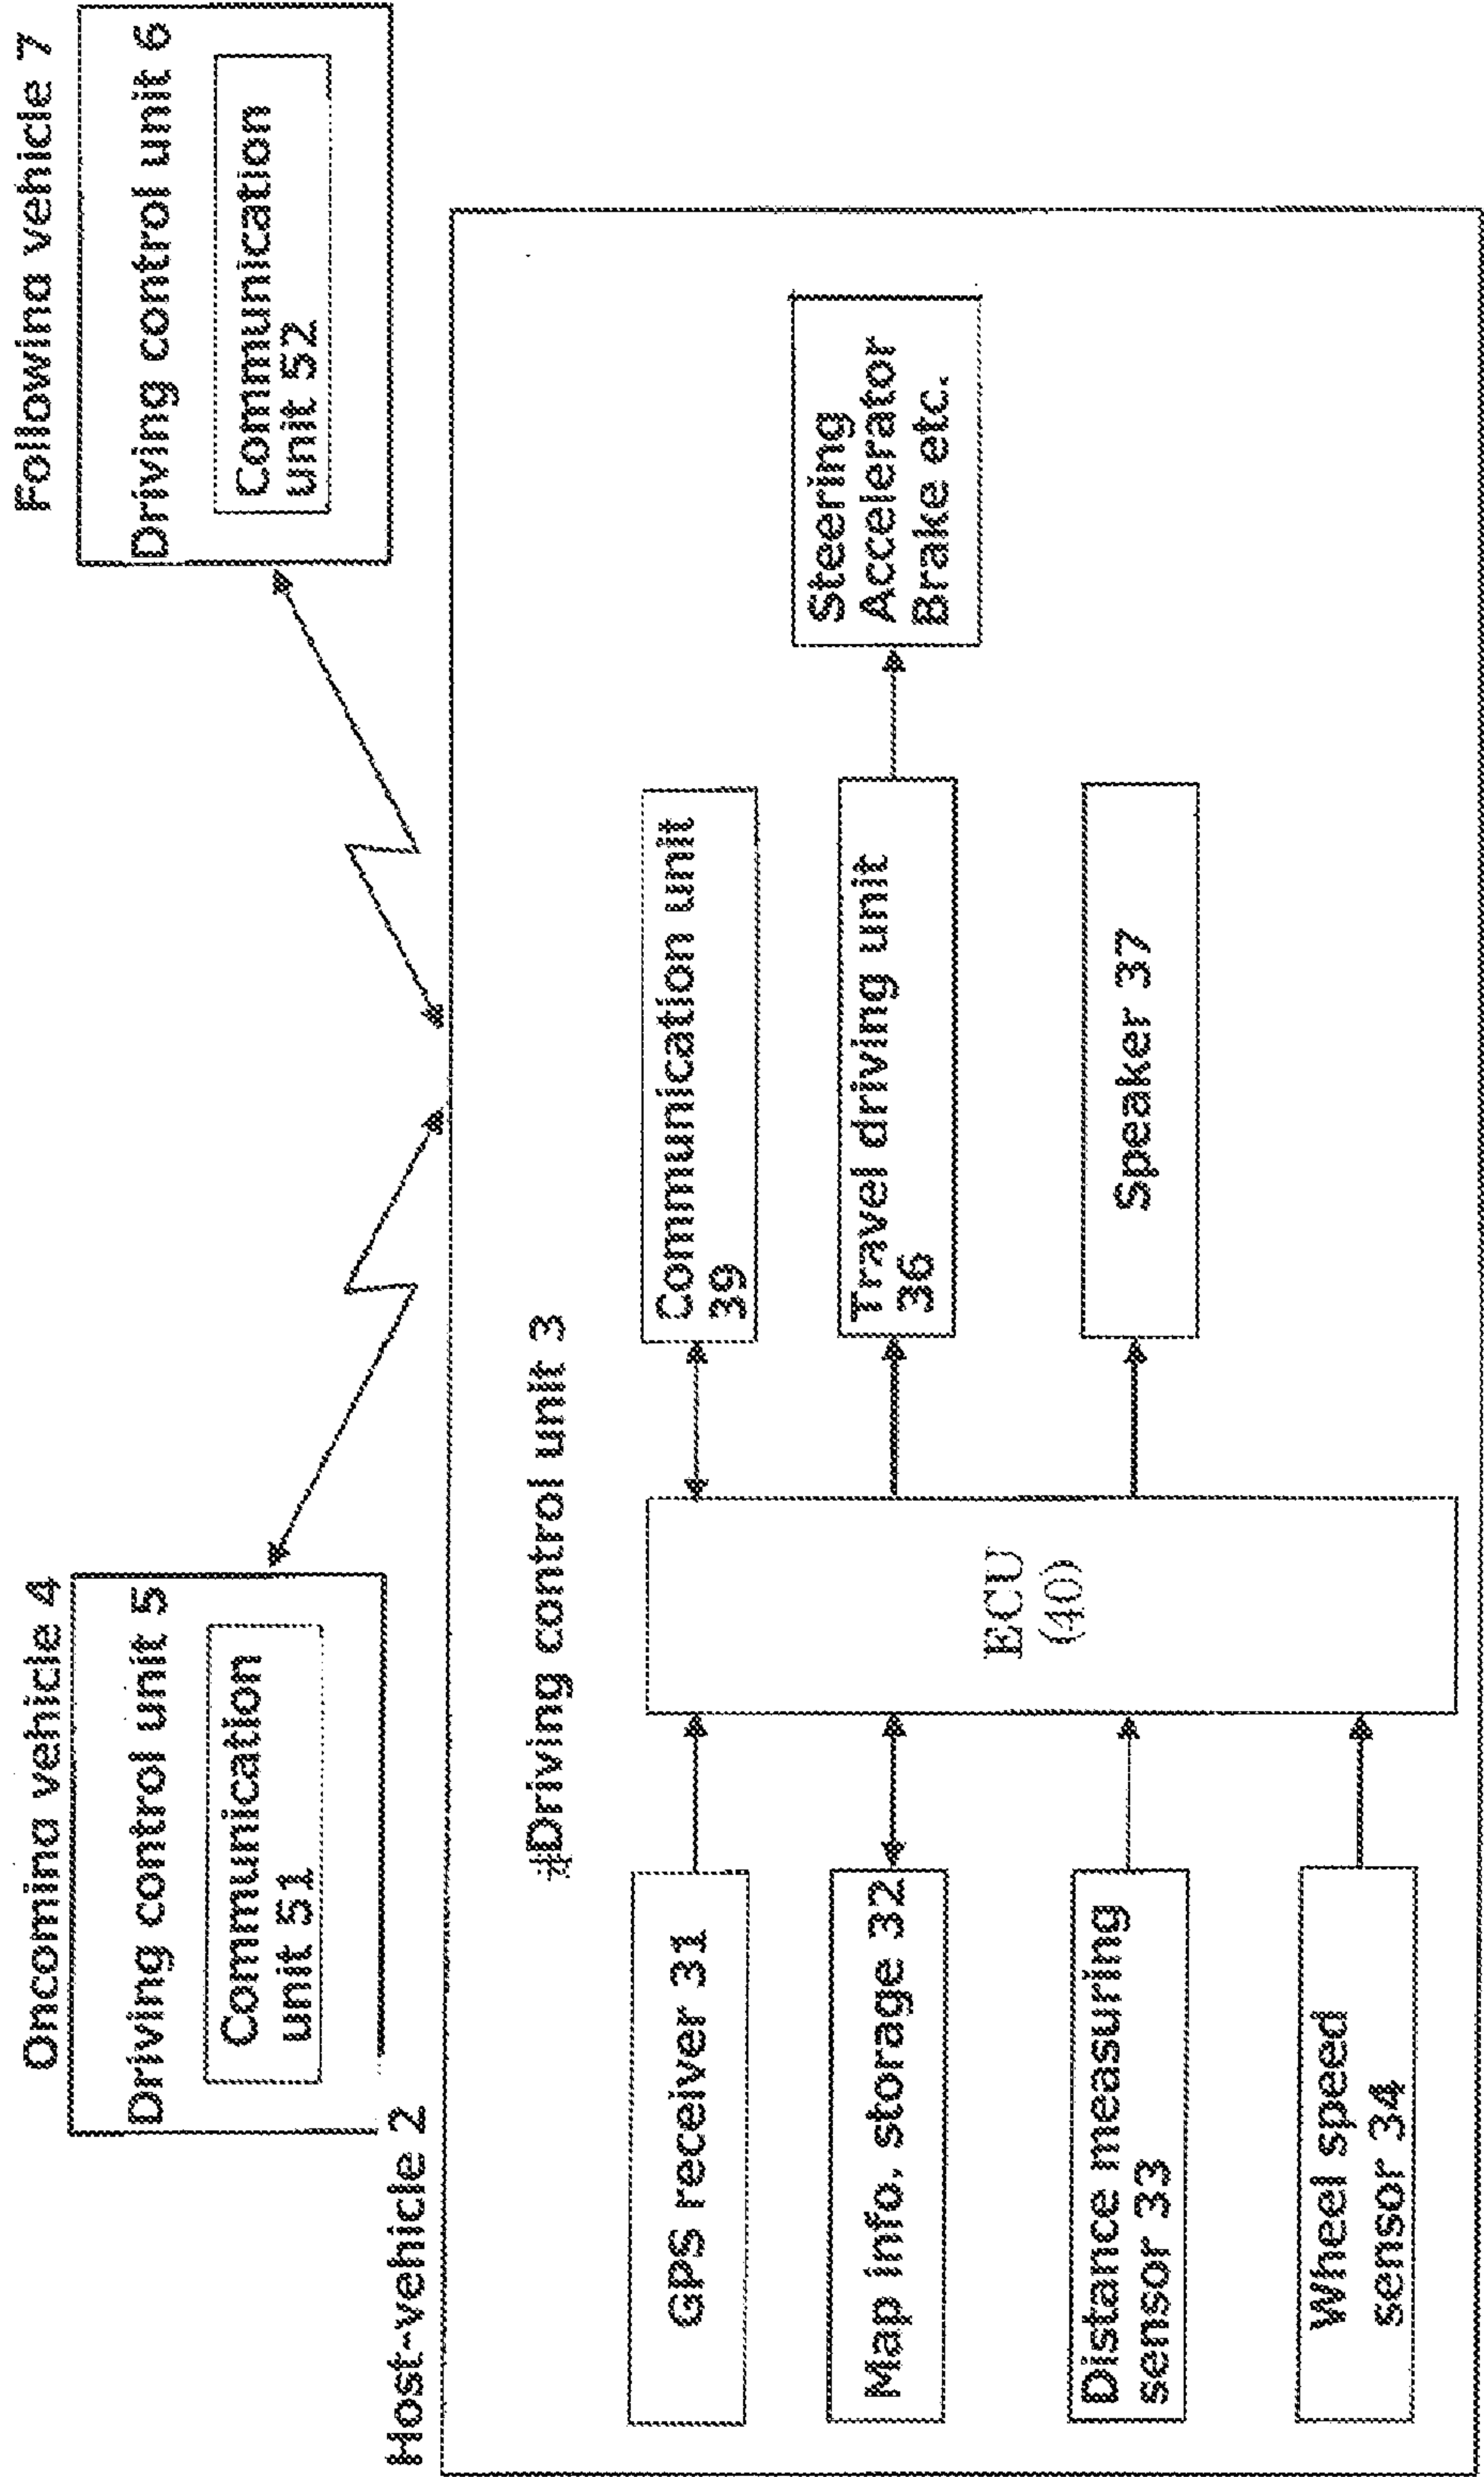 Oncoming vehicle 4
Driving control unit 5
Communication
unit 51
Following vehicle 7
Driving control unit 6
Communication
unit 52
Host-vehicle 2
#Driving control unit 3
GPS receiver 31
Map info. storage 32
Distance measuring
sensor 33
Wheel speed
sensor 34
ECU
(40)
Communication unit
39
Travel driving unit
36
Speaker 37
Steering
Accelerator
Brake etc.